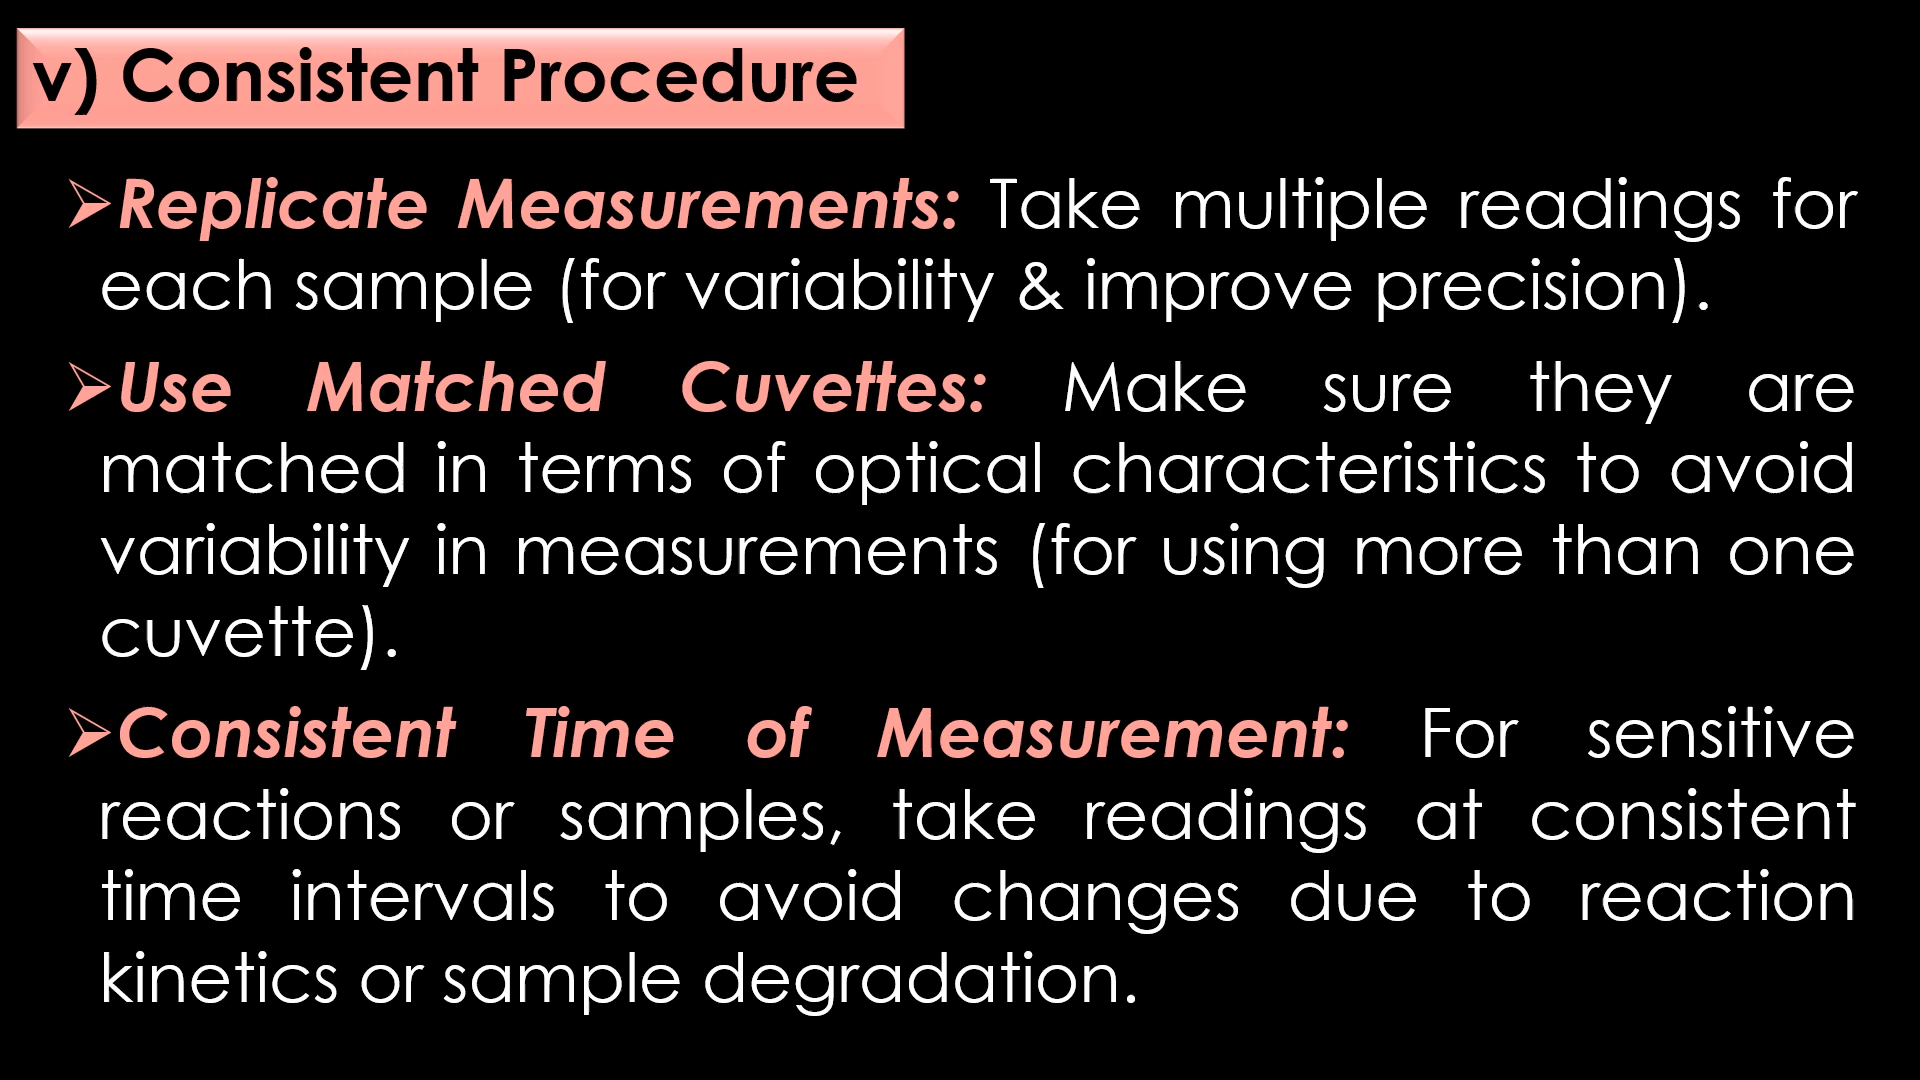 v) Consistent Procedure
➢Replicate Measurements: Take multiple readings for
each sample (for variability & improve precision).
➢Use Matched Cuvettes: Make sure they are
matched in terms of optical characteristics to avoid
variability in measurements (for using more than one
cuvette).
➢Consistent Time of Measurement: For sensitive
reactions or samples, take readings at consistent
time intervals to avoid changes due to reaction
kinetics or sample degradation.